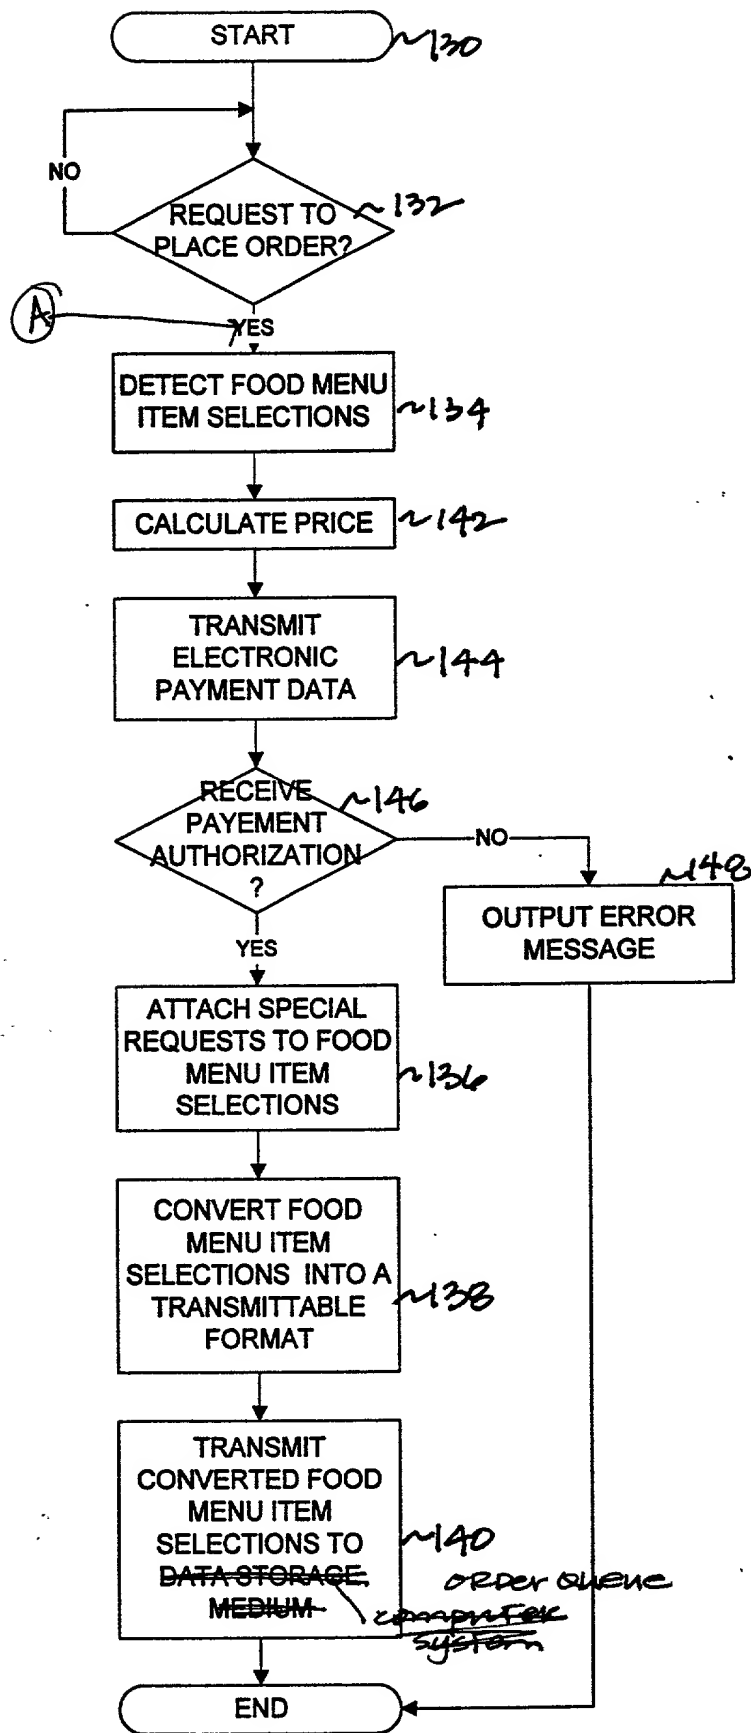 START ~130
NO
REQUEST TO ~132
PLACE ORDER?
A
YES
DETECT FOOD MENU
ITEM SELECTIONS ~134
CALCULATE PRICE ~142
TRANSMIT
ELECTRONIC ~144
PAYMENT DATA
RECEIVE ~146
PAYEMENT
AUTHORIZATION
?
NO
~148
OUTPUT ERROR
MESSAGE
YES
ATTACH SPECIAL
REQUESTS TO FOOD
MENU ITEM ~136
SELECTIONS
CONVERT FOOD
MENU ITEM
SELECTIONS INTO A
TRANSMITTABLE ~138
FORMAT
TRANSMIT
CONVERTED FOOD
MENU ITEM
SELECTIONS TO ~140
DATA STORAGE
MEDIUM
ORDER QUEUE
computer
system
END